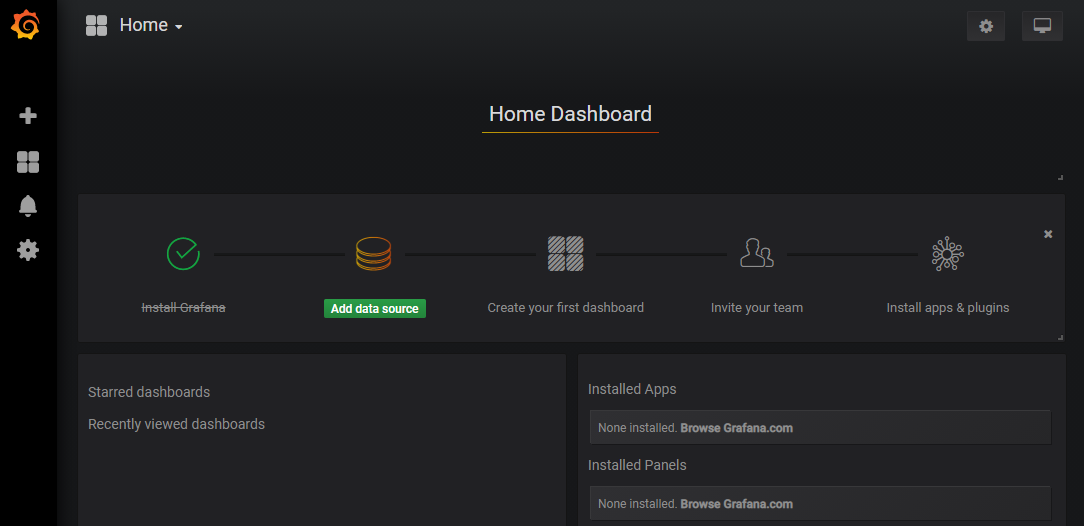 Home
Home Dashboard
Install Grafana
Add data source
Create your first dashboard
Invite your team
Install apps & plugins
Starred dashboards
Recently viewed dashboards
Installed Apps
None installed. Browse Grafana.com
Installed Panels
None installed. Browse Grafana.com